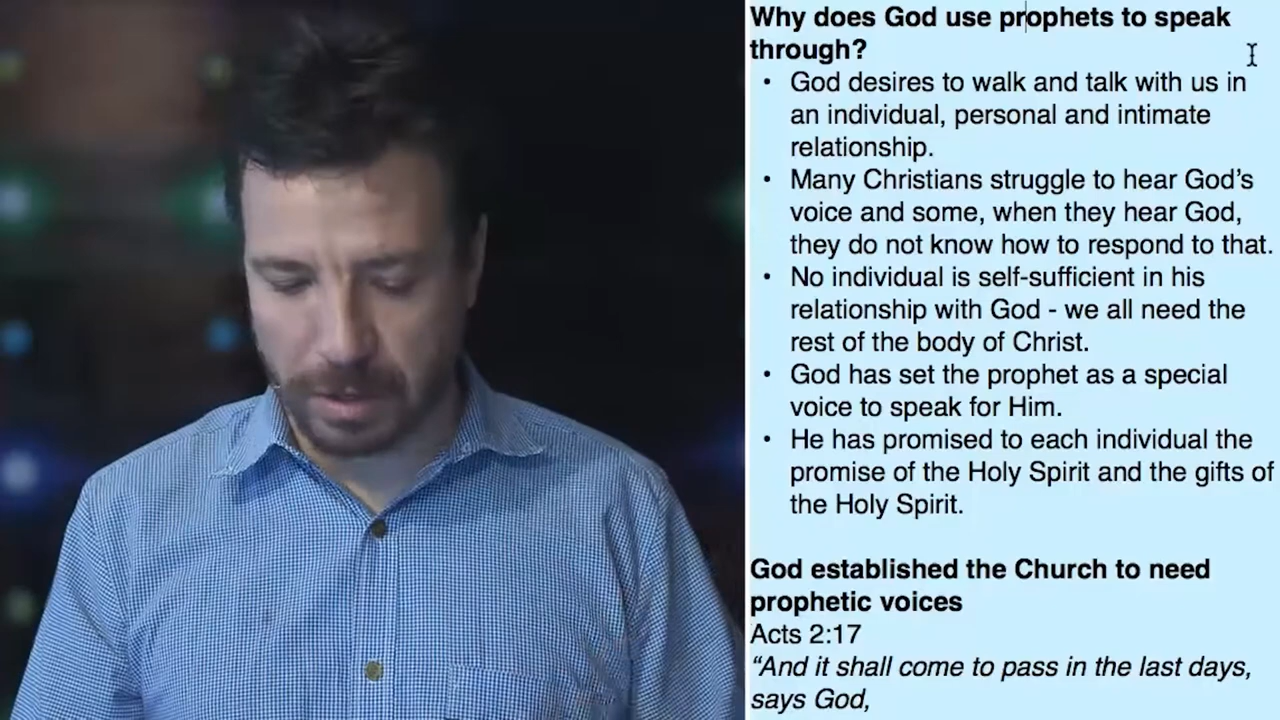 Why does God use prophets to speak
through?
• God desires to walk and talk with us in
an individual, personal and intimate
relationship.
• Many Christians struggle to hear God’s
voice and some, when they hear God,
they do not know how to respond to that.
• No individual is self-sufficient in his
relationship with God - we all need the
rest of the body of Christ.
• God has set the prophet as a special
voice to speak for Him.
• He has promised to each individual the
promise of the Holy Spirit and the gifts of
the Holy Spirit.
God established the Church to need
prophetic voices
Acts 2:17
“And it shall come to pass in the last days,
says God,